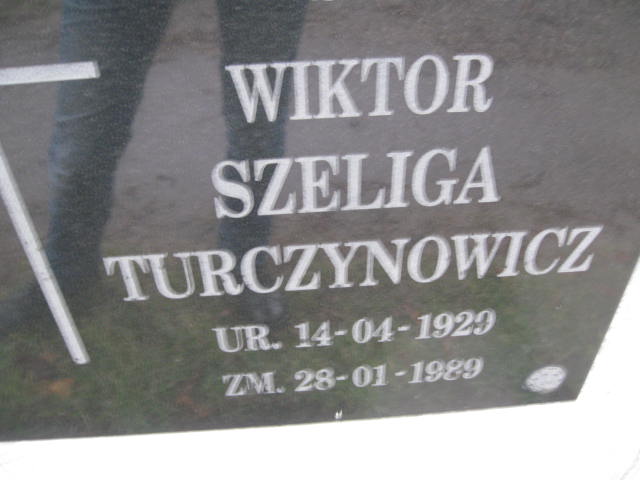 WIKTOR
SZELIGA
TURCZYNOWICZ
UR. 14-04-1929
ZM. 28-01-1989